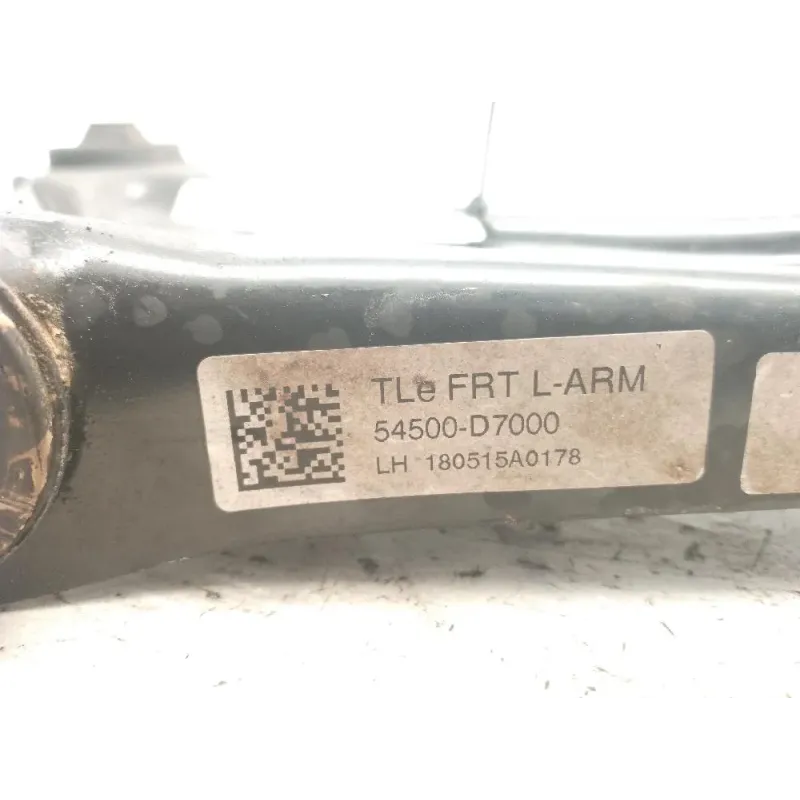 TLe FRT L-ARM
54500-D7000
LH 180515A0178